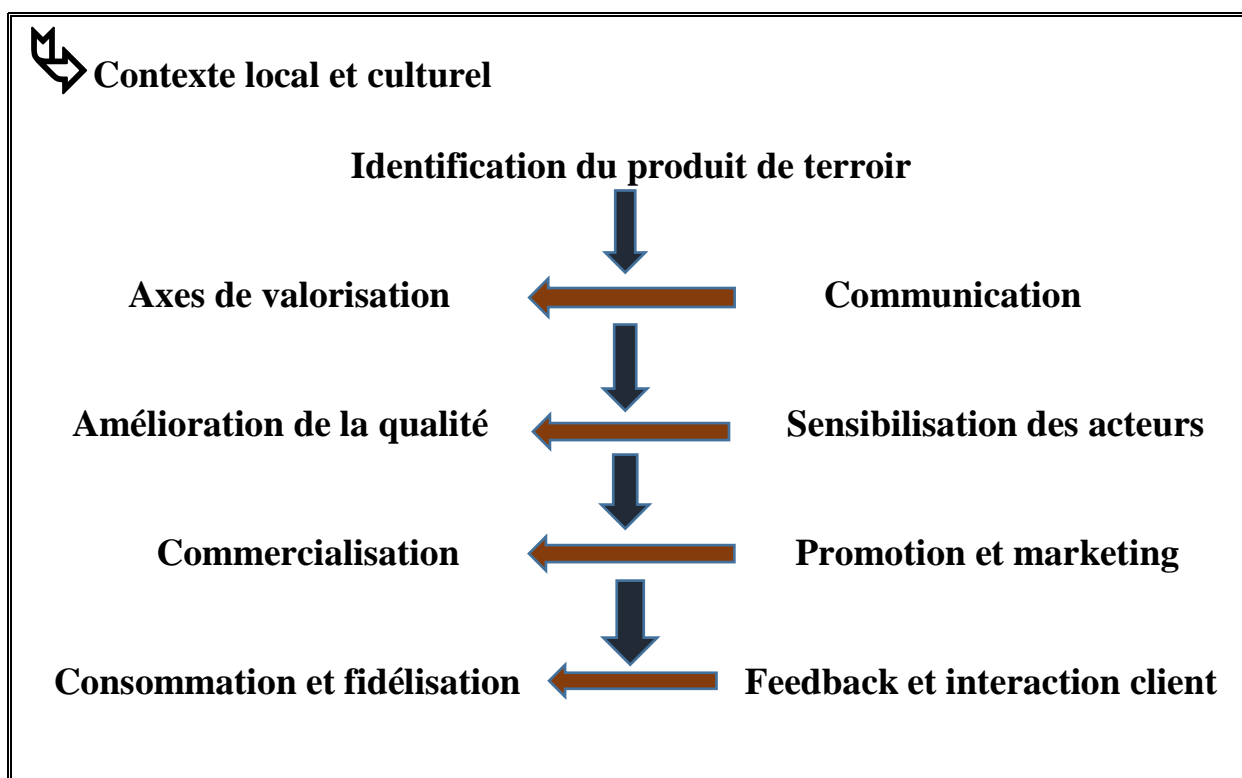 Contexte local et culturel
Identification du produit de terroir
Axes de valorisation Communication
Amélioration de la qualité Sensibilisation des acteurs
Commercialisation Promotion et marketing
Consommation et fidélisation Feedback et interaction client